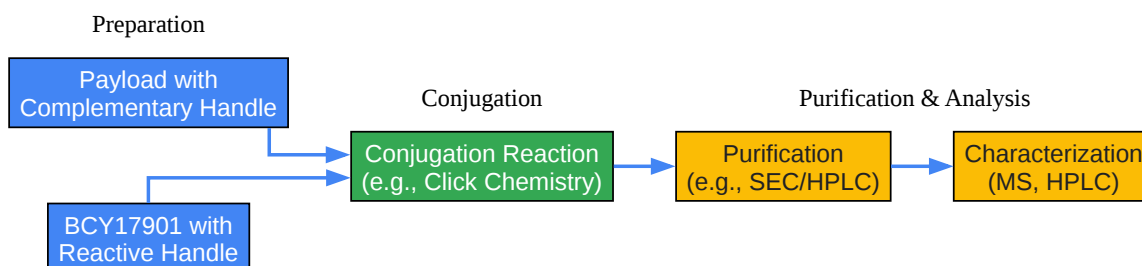 Preparation
Payload with
Complementary Handle
BCY17901 with
Reactive Handle
Conjugation
Conjugation Reaction
(e.g., Click Chemistry)
Purification & Analysis
Purification
(e.g., SEC/HPLC)
Characterization
(MS, HPLC)